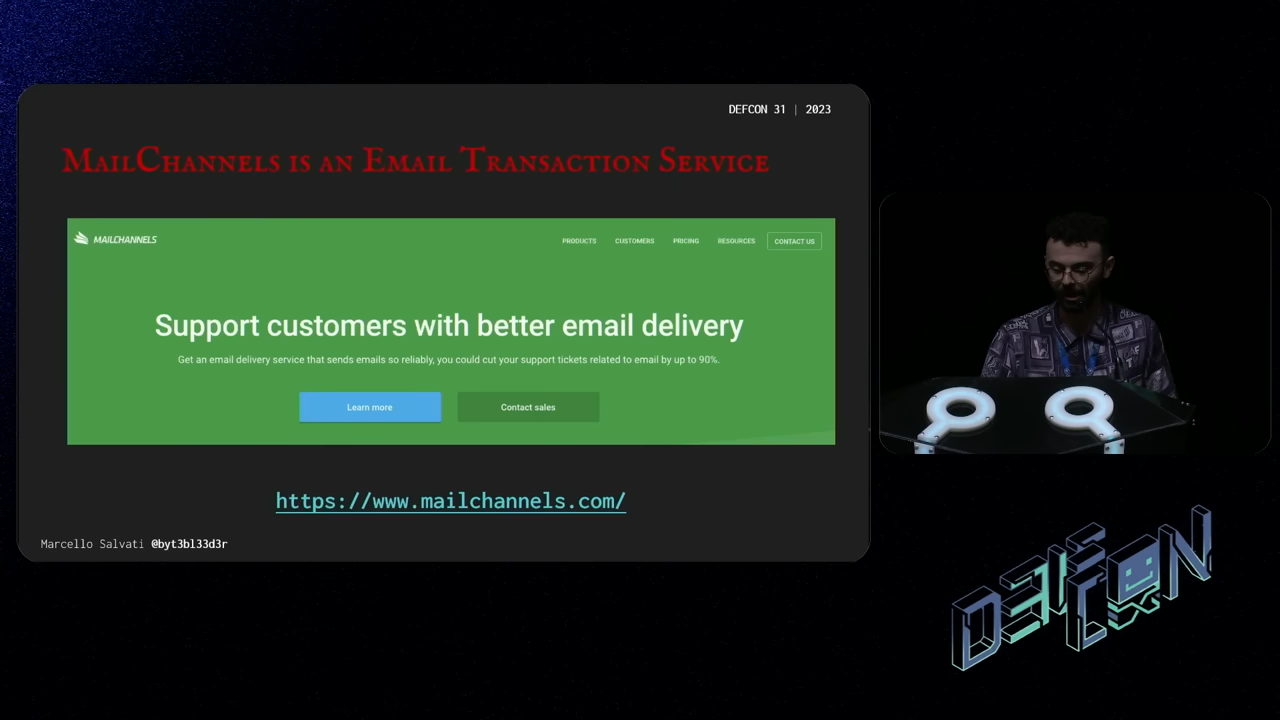 DEFCON 31 | 2023
MailChannels is an Email Transaction Service
MAILCHANNELS
PRODUCTS CUSTOMERS PRICING RESOURCES CONTACT US
Support customers with better email delivery
Get an email delivery service that sends emails so reliably, you could cut your support tickets related to email by up to 90%.
Learn more Contact sales
https://www.mailchannels.com/
Marcello Salvati @byt3bl33d3r
DEFCON